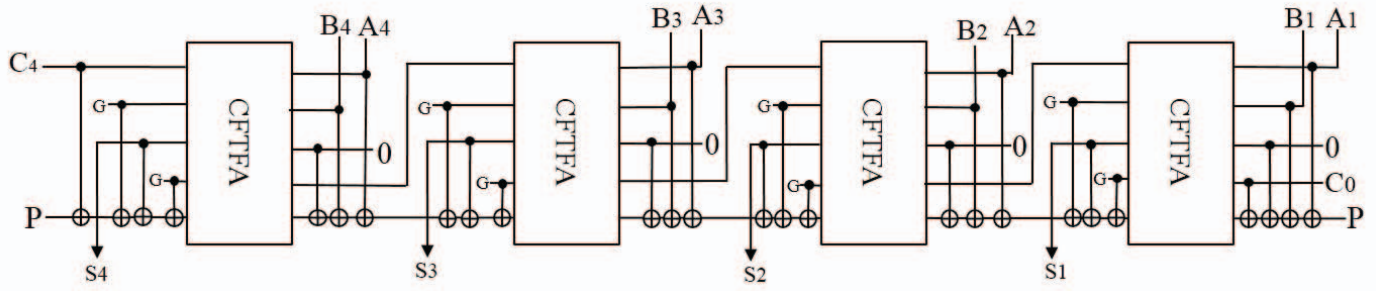 B4 A4 B3 A3 B2 A2 B1 A1
C4
G G G G
CFTFA CFTFA CFTFA CFTFA
0 0 0 0
G G G G
C0
P P
S4 S3 S2 S1